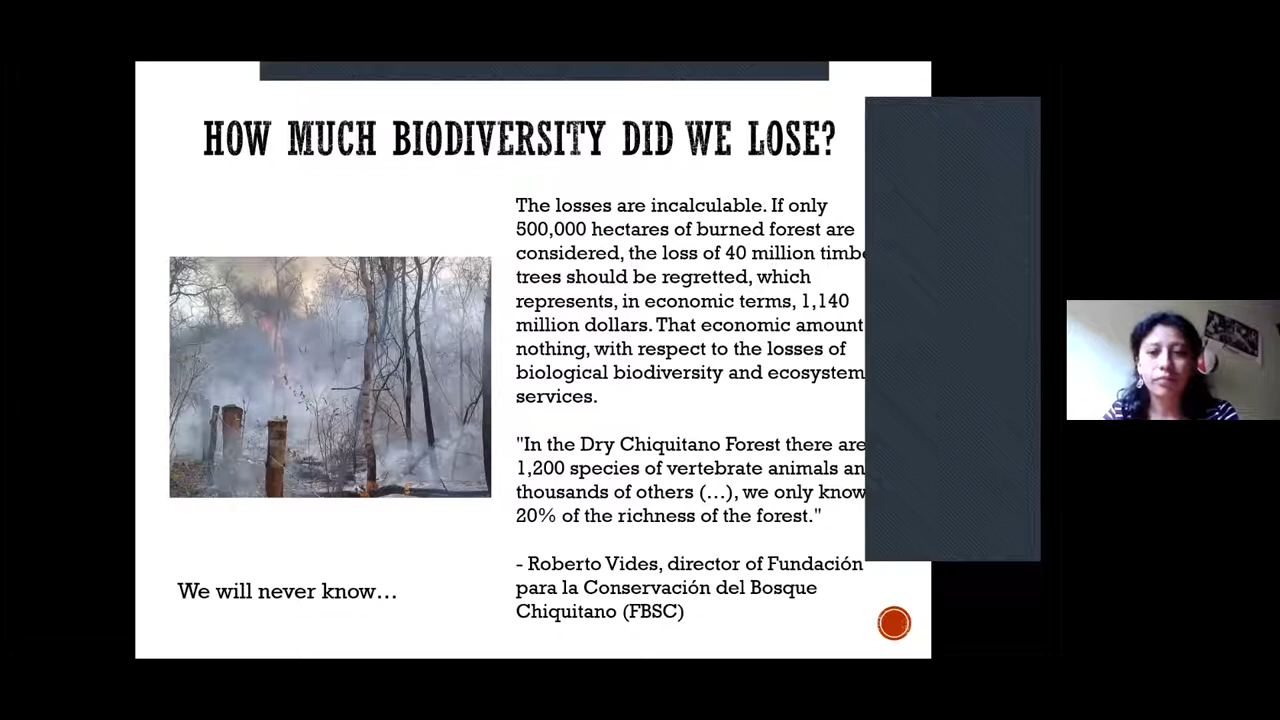 HOW MUCH BIODIVERSITY DID WE LOSE?
The losses are incalculable. If only
500,000 hectares of burned forest are
considered, the loss of 40 million timbe
trees should be regretted, which
represents, in economic terms, 1,140
million dollars. That economic amount
nothing, with respect to the losses of
biological biodiversity and ecosystem
services.
"In the Dry Chiquitano Forest there are
1,200 species of vertebrate animals an
thousands of others (…), we only know
20% of the richness of the forest."
- Roberto Vides, director of Fundación
para la Conservación del Bosque
Chiquitano (FBSC)
We will never know…